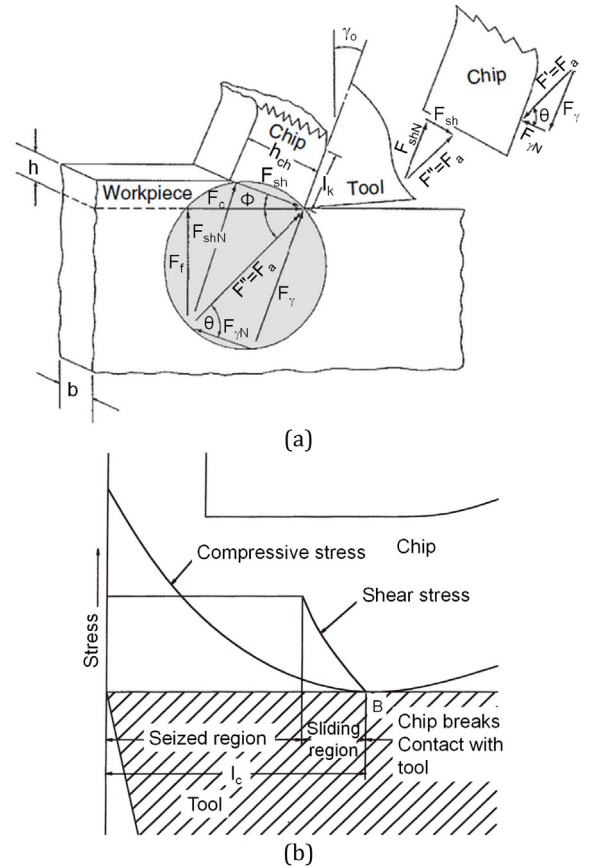 γo
Chip
F'=Fa
θ
Fγ
FγN
Fsh
FshN
F''=Fa
h
Chip
hch
Fsh
lk
Tool
Workpiece
Fc
Φ
FshN
Ff
F''=Fa
Fγ
θ
FγN
b
(a)
Compressive stress
Chip
Shear stress
Stress
B
Seized region
Sliding
region
Chip breaks
Contact with
tool
lc
Tool
(b)